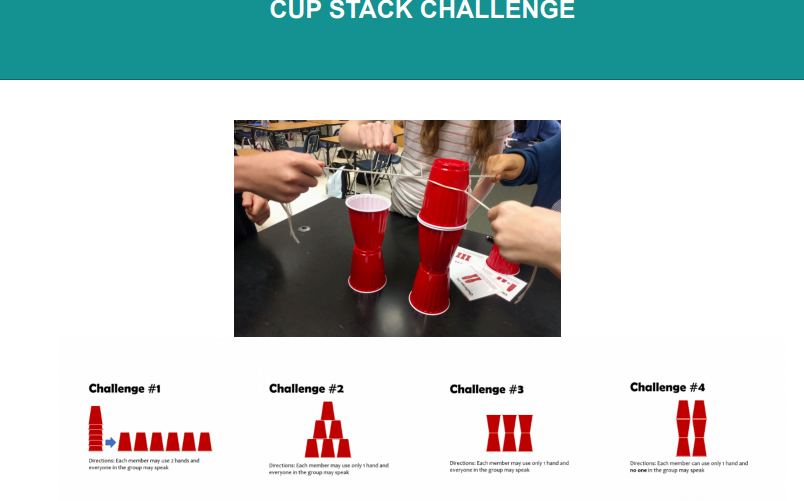 CUP STACK CHALLENGE
Challenge #1
Directions: Each member may use 2 hands and
everyone in the group may speak
Challenge #2
Directions: Each member may use only 1 hand and
everyone in the group may speak
Challenge #3
Directions: Each member may use only 1 hand and
everyone in the group may speak
Challenge #4
Directions: Each member can use only 1 hand and
no one in the group may speak